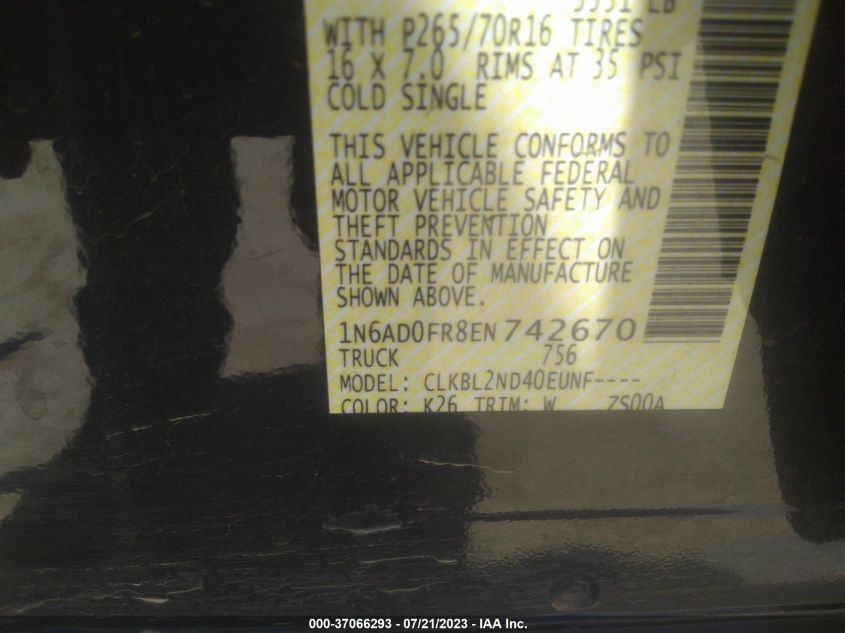 LB
WITH P265/70R16 TIRES
16 X 7.0 RIMS AT 35 PSI
COLD SINGLE
THIS VEHICLE CONFORMS TO
ALL APPLICABLE FEDERAL
MOTOR VEHICLE SAFETY AND
THEFT PREVENTION
STANDARDS IN EFFECT ON
THE DATE OF MANUFACTURE
SHOWN ABOVE.
1N6AD0FR8EN742670
TRUCK 756
MODEL: CLKBL2ND40EUNF----
COLOR: K26 TRIM: W ZS00A
000-37066293 - 07/21/2023 - IAA Inc.